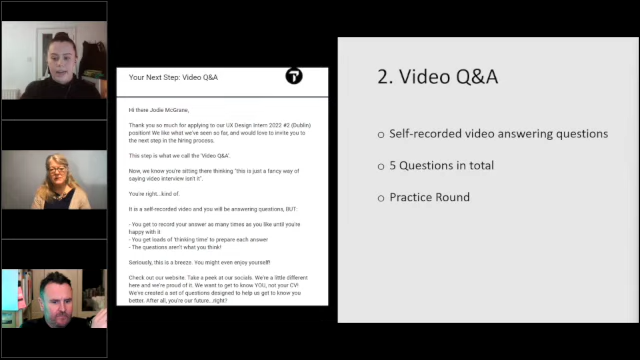 Your Next Step: Video Q&A
Hi there Jodie McGrane,
Thank you so much for applying to our UX Design Intern 2022 #2 (Dublin)
position! We like what we've seen so far, and would love to invite you to
the next step in the hiring process.
This step is what we call the 'Video Q&A'.
Now, we know you're sitting there thinking "this is just a fancy way of
saying video interview isn't".
You're right...kind of.
It is a self-recorded video and you will be answering questions, BUT:
- You get to record your answer as many times as you like until you're
happy with it
- You get loads of 'thinking time' to prepare each answer
- The questions aren't what you think!
Seriously, this is a breeze. You might even enjoy yourself!
Check out our website. Take a peek at our socials. We're a little different
here and we're proud of it. We want to get to know YOU, not your CV!
We've created a set of questions designed to help us get to know you
better. After all, you're our future...right?
2. Video Q&A
o Self-recorded video answering questions
o 5 Questions in total
o Practice Round